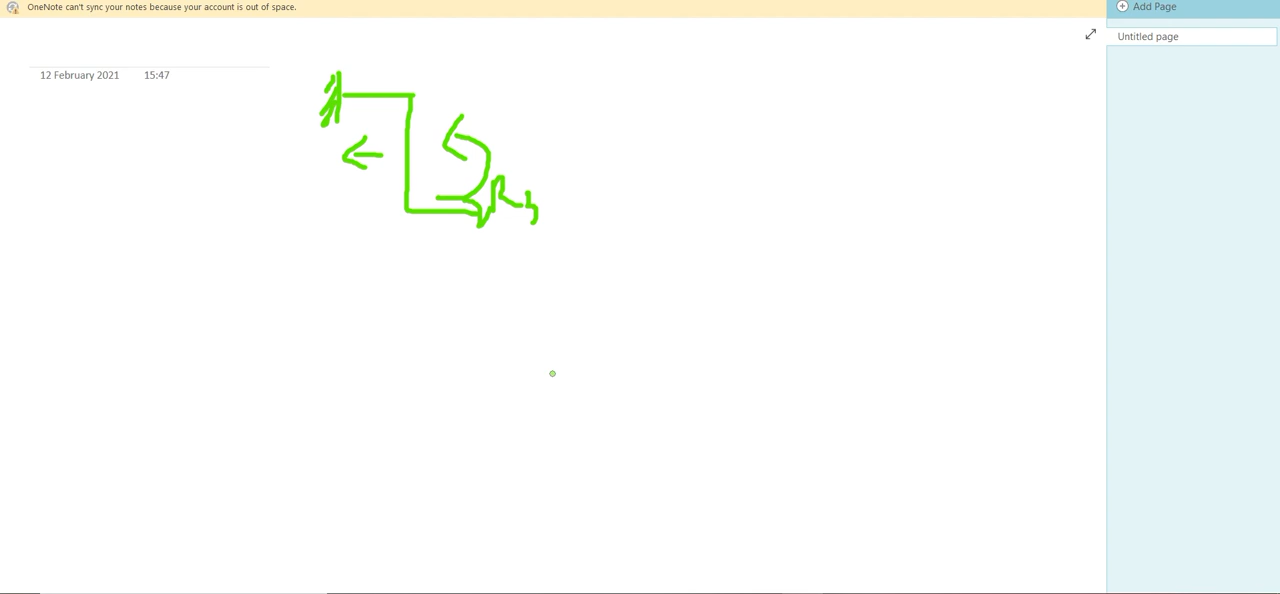 OneNote can't sync your notes because your account is out of space.
Add Page
Untitled page
12 February 2021 15:47